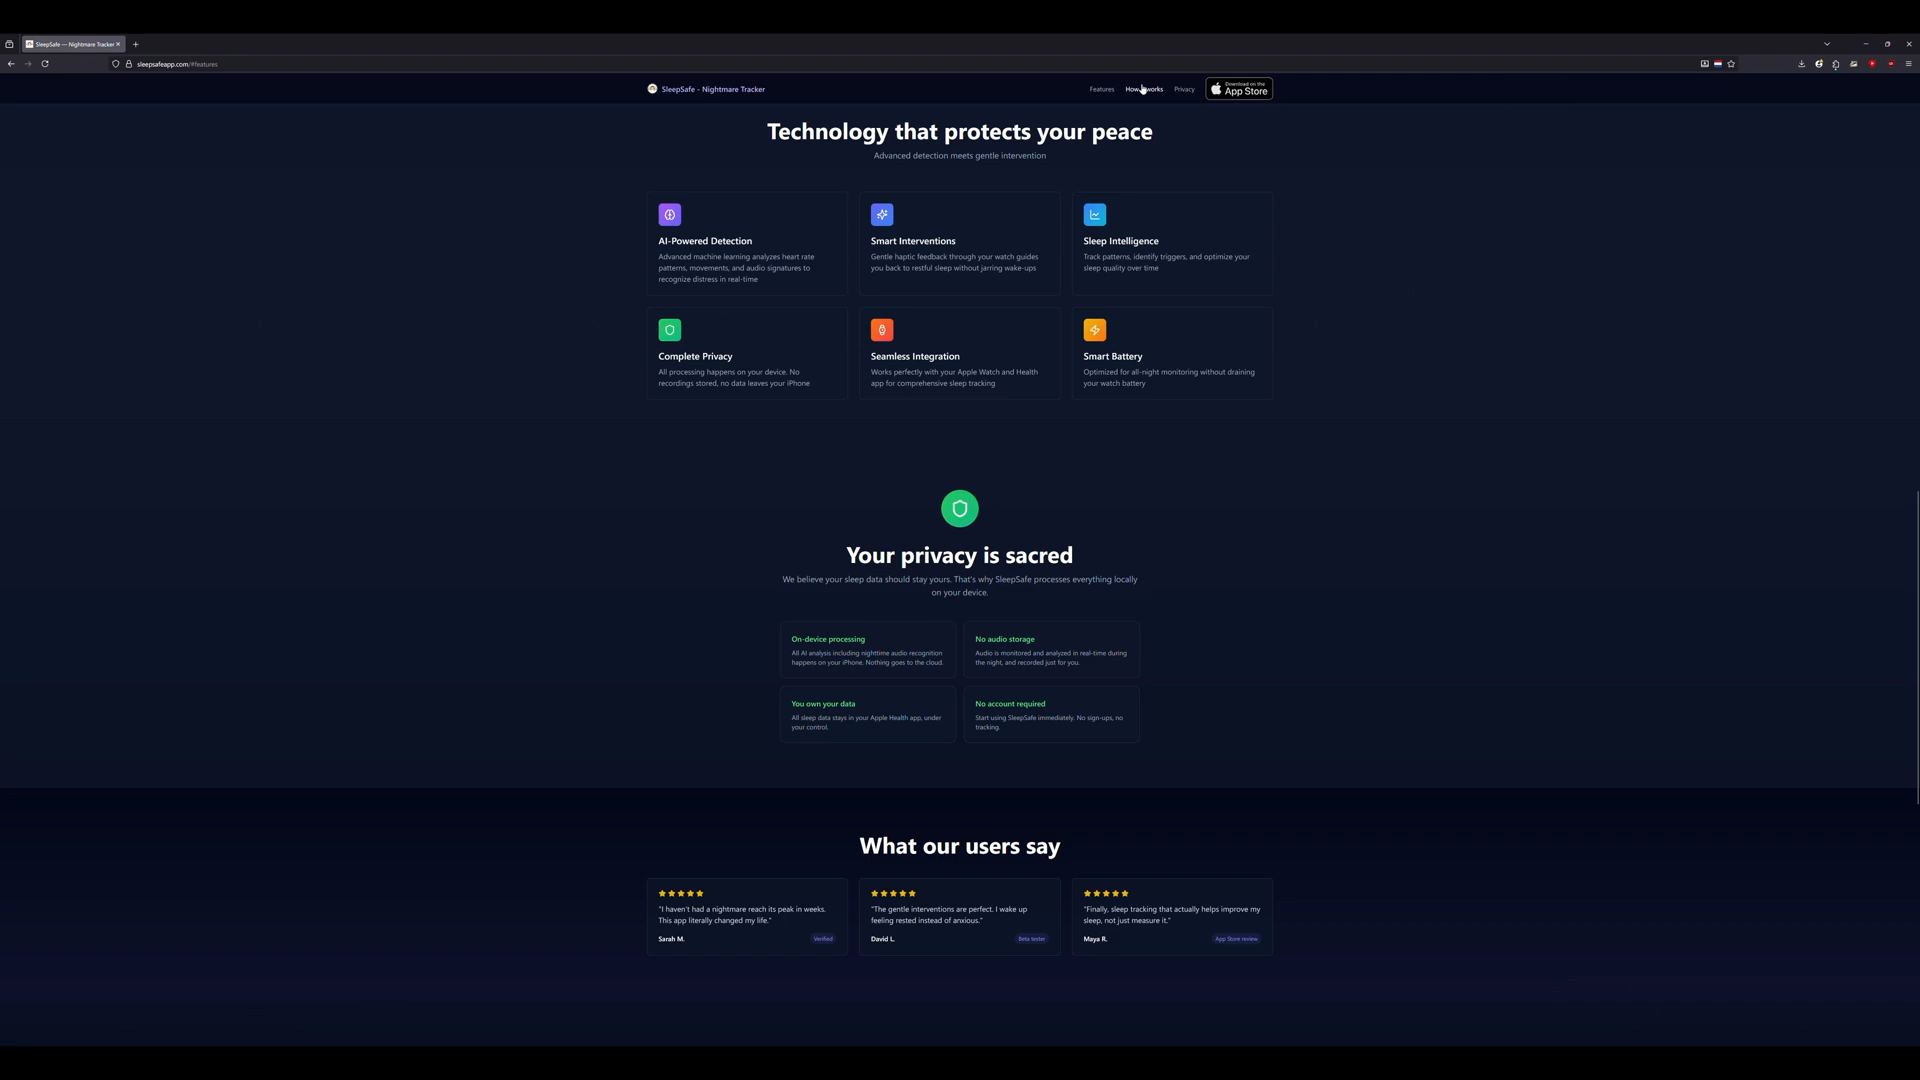 SleepSafe — Nightmare Tracker
sleepsafeapp.com/#features
SleepSafe - Nightmare Tracker
Features
works
Privacy
Download on the
App Store
Technology that protects your peace
Advanced detection meets gentle intervention
AI-Powered Detection
Advanced machine learning analyzes heart rate
patterns, movements, and audio signatures to
recognize distress in real-time
Smart Interventions
Gentle haptic feedback through your watch guides
you back to restful sleep without jarring wake-ups
Sleep Intelligence
Track patterns, identify triggers, and optimize your
sleep quality over time
Complete Privacy
All processing happens on your device. No
recordings stored, no data leaves your iPhone
Seamless Integration
Works perfectly with your Apple Watch and Health
app for comprehensive sleep tracking
Smart Battery
Optimized for all-night monitoring without draining
your watch battery
Your privacy is sacred
We believe your sleep data should stay yours. That's why SleepSafe processes everything locally
on your device.
On-device processing
All AI analysis including nighttime audio recognition
happens on your iPhone. Nothing goes to the cloud.
No audio storage
Audio is monitored and analyzed in real-time during
the night, and recorded just for you.
You own your data
All sleep data stays in your Apple Health app, under
your control.
No account required
Start using SleepSafe immediately. No sign-ups, no
tracking.
What our users say
"I haven't had a nightmare reach its peak in weeks.
This app literally changed my life."
Sarah M.
Verified
"The gentle interventions are perfect. I wake up
feeling rested instead of anxious."
David L.
Beta tester
"Finally, sleep tracking that actually helps improve my
sleep, not just measure it."
Maya R.
App Store review